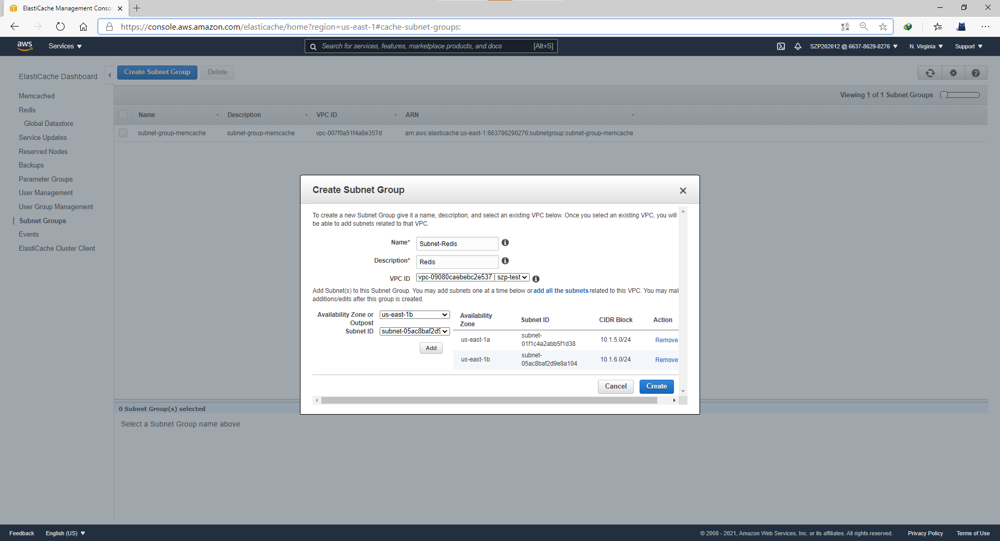 ElastiCache Management Conso
https://console.aws.amazon.com/elasticache/home?region=us-east-1#cache-subnet-groups:
aws
Services
Search for services, features, marketplace products, and docs
[Alt+S]
SZP202012 @ 6637-8629-0276
N. Virginia
Support
ElastiCache Dashboard
Memcached
Redis
Global Datastore
Service Updates
Reserved Nodes
Backups
Parameter Groups
User Management
User Group Management
Subnet Groups
Events
ElastiCache Cluster Client
Create Subnet Group
Delete
Viewing 1 of 1 Subnet Groups
Name
Description
VPC ID
ARN
subnet-group-memcache
subnet-group-memcache
vpc-007f0a51f4a8e357d
arn:aws:elasticache:us-east-1:663786290276:subnetgroup:subnet-group-memcache
Create Subnet Group
To create a new Subnet Group give it a name, description, and select an existing VPC below. Once you select an existing VPC, you will
be able to add subnets related to that VPC.
Name*
Subnet-Redis
Description*
Redis
VPC ID
vpc-09080caebebc2e537 | szp-test
Add Subnet(s) to this Subnet Group. You may add subnets one at a time below or add all the subnets related to this VPC. You may mak
additions/edits after this group is created.
Availability Zone or
Outpost
us-east-1b
Subnet ID
subnet-05ac8baf2d9
Add
Availability
Zone
Subnet ID
CIDR Block
Action
us-east-1a
subnet-
01f1c4a2abb5f1d38
10.1.5.0/24
Remove
us-east-1b
subnet-
05ac8baf2d9e8a104
10.1.6.0/24
Remove
Cancel
Create
0 Subnet Group(s) selected
Select a Subnet Group name above
Feedback
English (US)
© 2008 - 2021, Amazon Web Services, Inc. or its affiliates. All rights reserved.
Privacy Policy
Terms of Use